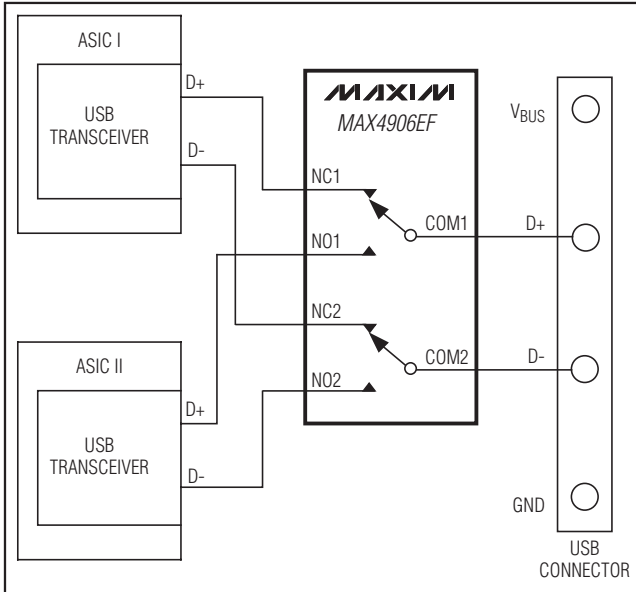 ASIC I
USB
TRANSCEIVER
D+
D-
MAXIM
MAX4906EF
NC1
NO1
COM1
NC2
NO2
COM2
ASIC II
USB
TRANSCEIVER
D+
D-
VBUS
D+
D-
GND
USB
CONNECTOR